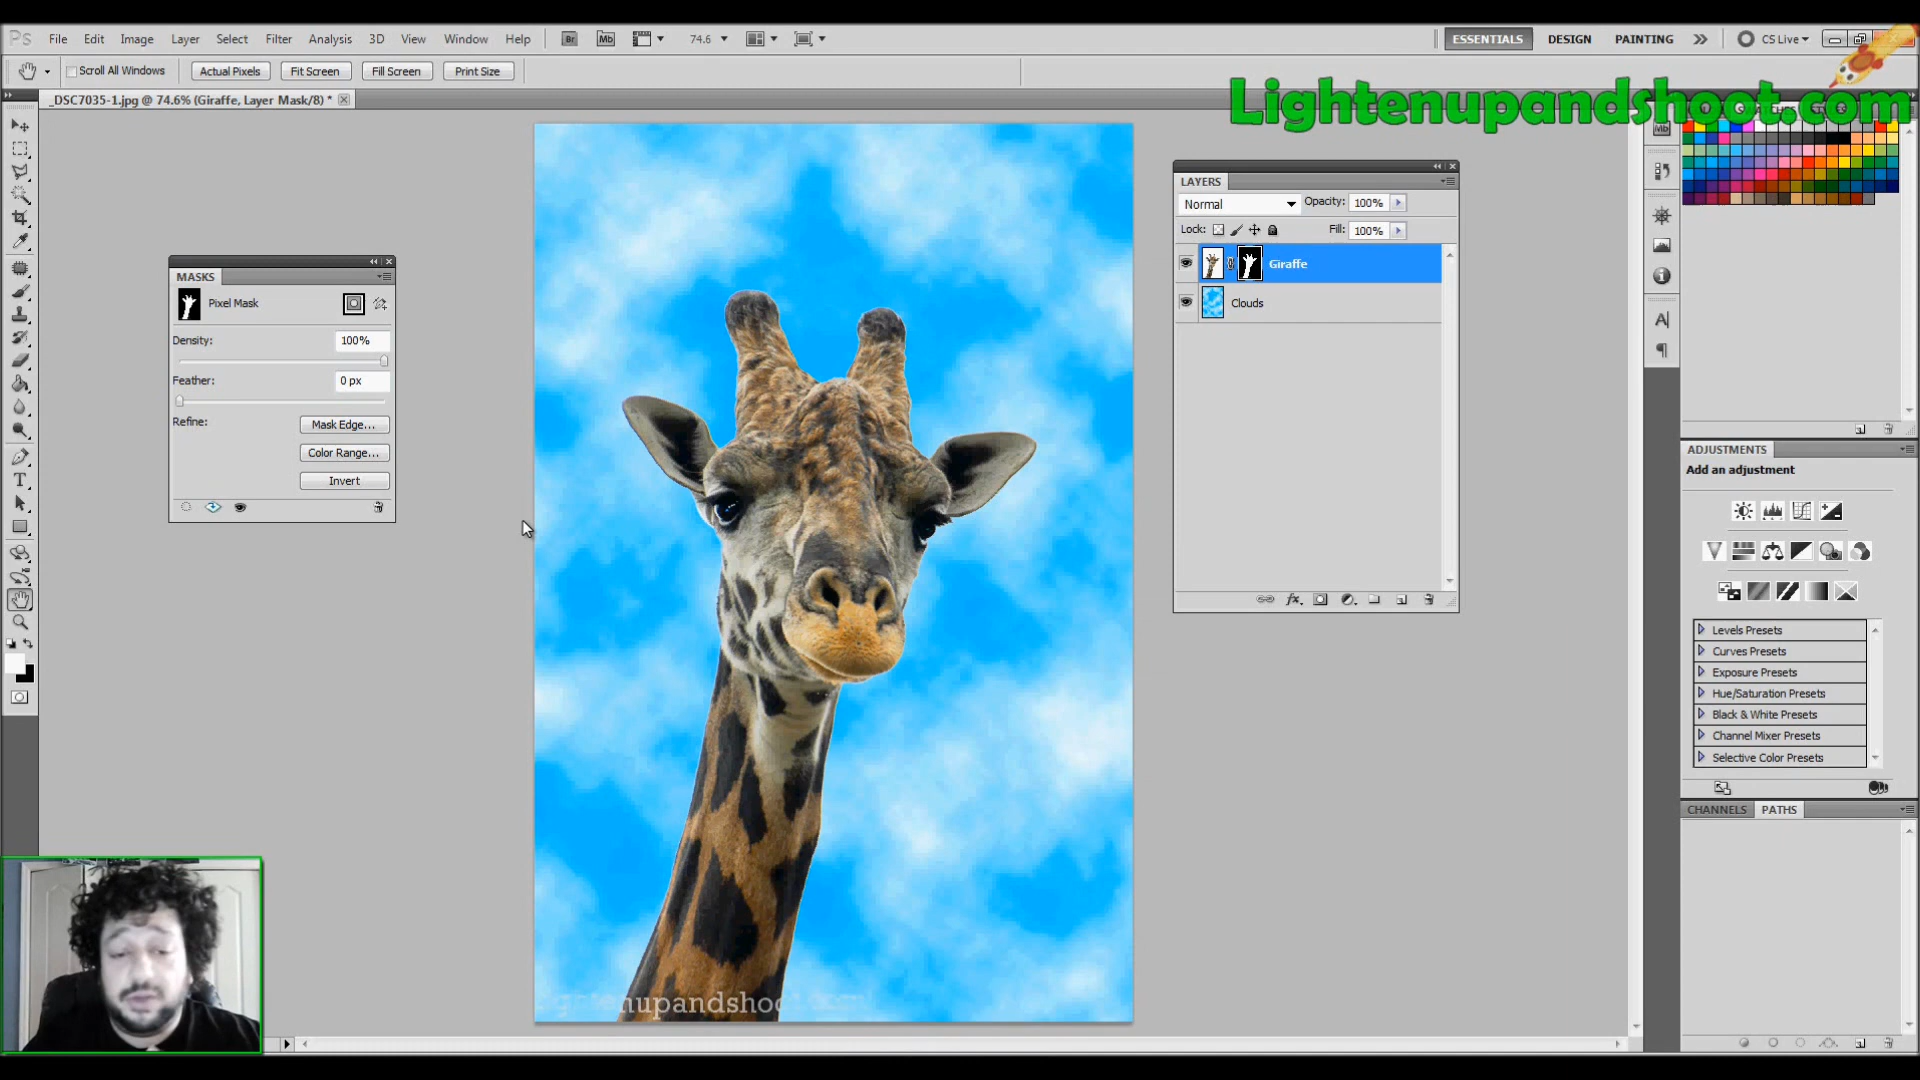 Ps File Edit Image Layer Select Filter Analysis 3D View Window Help Br Mb 74.6 ESSENTIALS DESIGN PAINTING CS Live
Scroll All Windows Actual Pixels Fit Screen Fill Screen Print Size
_DSC7035-1.jpg @ 74.6% (Giraffe, Layer Mask/8) *
Lightenupandshoot.com
MASKS
Pixel Mask
Density: 100%
Feather: 0 px
Refine: Mask Edge...
Color Range...
Invert
LAYERS
Normal Opacity: 100%
Lock: Fill: 100%
Giraffe
Clouds
Mb
ADJUSTMENTS
Add an adjustment
Levels Presets
Curves Presets
Exposure Presets
Hue/Saturation Presets
Black & White Presets
Channel Mixer Presets
Selective Color Presets
CHANNELS PATHS